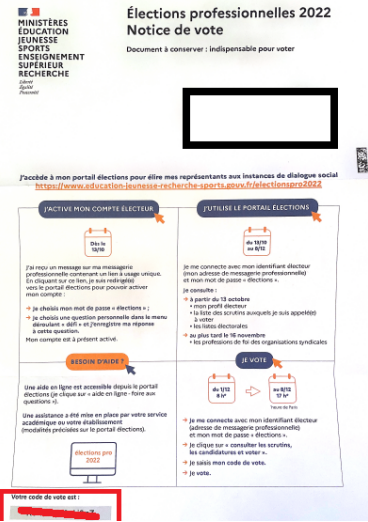 MINISTÈRES
ÉDUCATION
JEUNESSE
SPORTS
ENSEIGNEMENT
SUPÉRIEUR
RECHERCHE
Liberté
Égalité
Fraternité
Élections professionnelles 2022
Notice de vote
Document à conserver : indispensable pour voter
J'accède à mon portail élections pour élire mes représentants aux instances de dialogue social
https://www.education-jeunesse-recherche-sports.gouv.fr/electionspro2022
J'ACTIVE MON COMPTE ÉLECTEUR
Dès le
13/10
J'ai reçu un message sur ma messagerie
professionnelle contenant un lien à usage unique.
En cliquant sur ce lien, je suis redirigé(e)
vers le portail élections pour pouvoir activer
mon compte :
→ je choisis mon mot de passe « élections » ;
→ je choisis une question personnelle dans le menu
déroulant « défi » et j'enregistre ma réponse
à cette question.
Mon compte est à présent activé.
J'UTILISE LE PORTAIL ÉLECTIONS
du 13/10
au 8/12
Je me connecte avec mon identifiant électeur
(mon adresse de messagerie professionnelle)
et mon mot de passe « élections ».
Je consulte :
→ à partir du 13 octobre
• mon profil électeur
• la liste des scrutins auxquels je suis appelé(e)
à voter
• les listes électorales
→ au plus tard le 16 novembre
• les professions de foi des organisations syndicales
BESOIN D'AIDE ?
Une aide en ligne est accessible depuis le portail
élections (je clique sur « aide en ligne - foire aux
questions »).
Une assistance a été mise en place par votre service
académique ou votre établissement
(modalités précisées sur le portail élections).
élections pro
2022
JE VOTE
du 1/12
8 h*
au 8/12
17 h*
*heure de Paris
→ Je me connecte avec mon identifiant électeur
(adresse de messagerie professionnelle)
et mon mot de passe « élections ».
→ Je clique sur « consulter les scrutins,
les candidatures et voter ».
→ Je saisis mon code de vote.
→ Je vote.
Votre code de vote est :